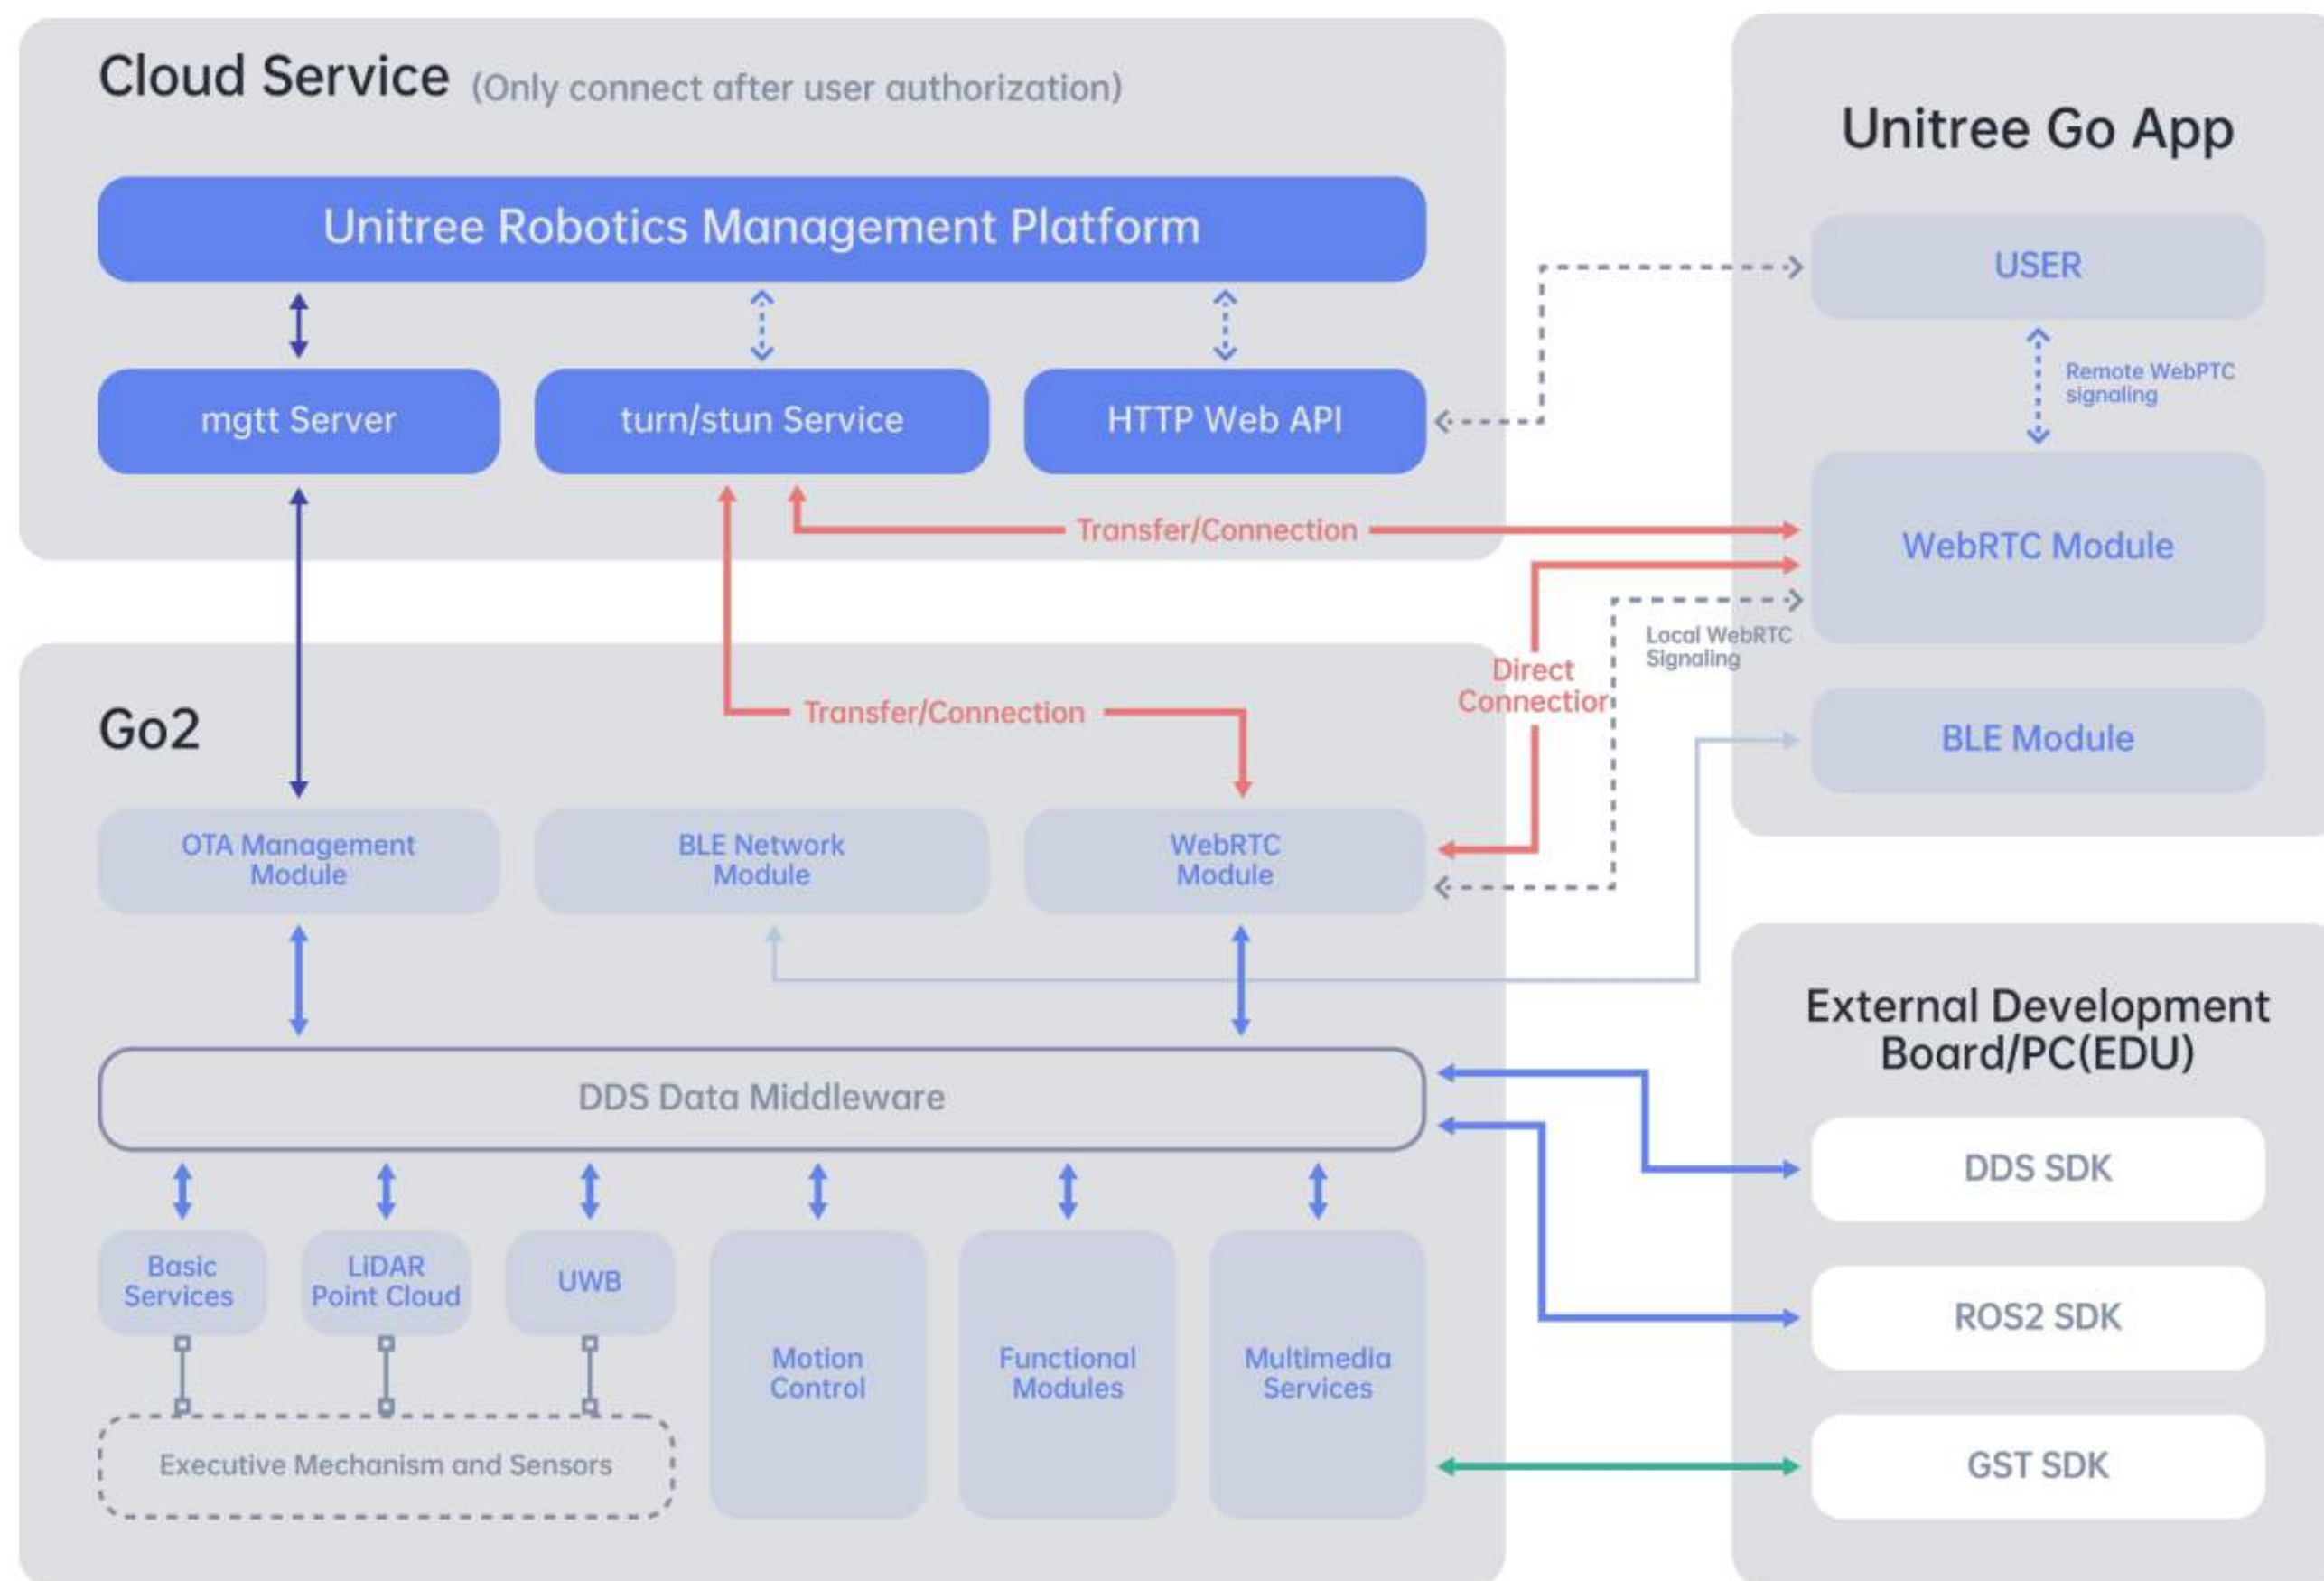 Cloud Service (Only connect after user authorization)
Unitree Robotics Management Platform
mgtt Server
turn/stun Service
HTTP Web API
Transfer/Connection
Unitree Go App
USER
Remote WebPTC
signaling
WebRTC Module
Local WebRTC
Signaling
Direct
Connection
BLE Module
Go2
Transfer/Connection
OTA Management
Module
BLE Network
Module
WebRTC
Module
DDS Data Middleware
Basic
Services
LiDAR
Point Cloud
UWB
Motion
Control
Functional
Modules
Multimedia
Services
Executive Mechanism and Sensors
External Development
Board/PC(EDU)
DDS SDK
ROS2 SDK
GST SDK